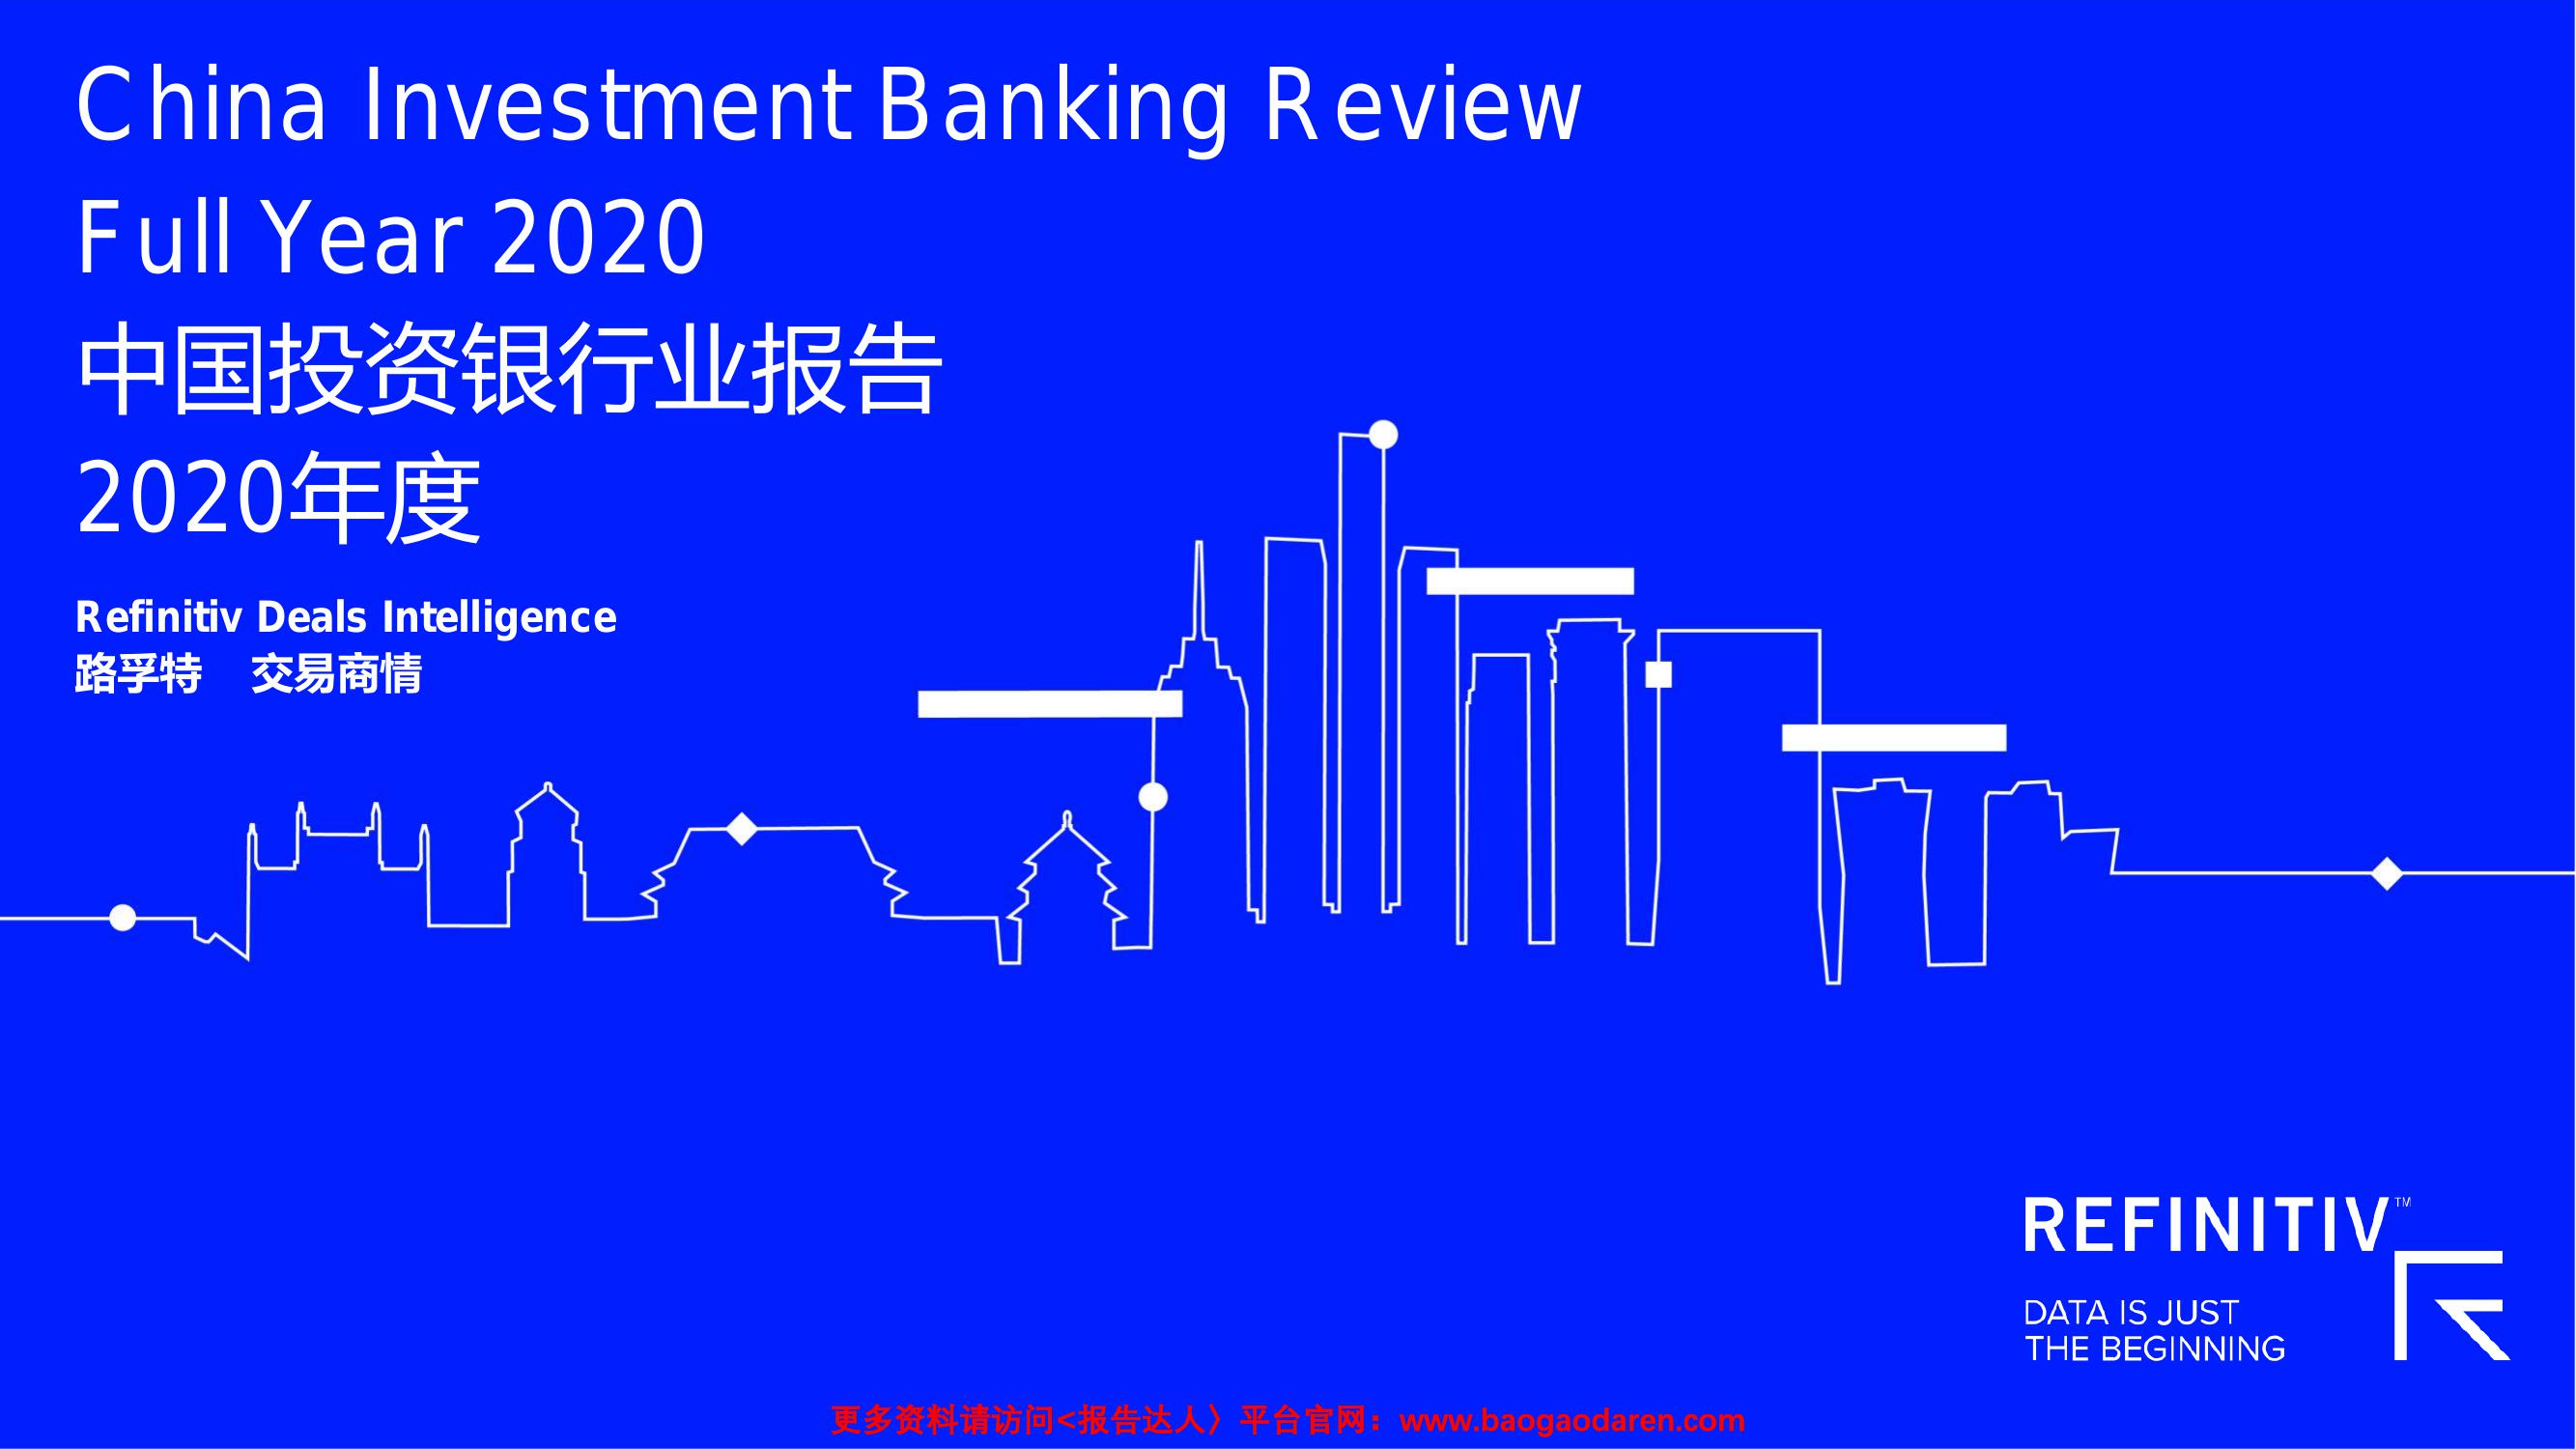 China Investment Banking Review
Full Year 2020
中国投资银行业报告
2020年度
Refinitiv Deals Intelligence
路孚特 交易商情
REFINITIV™
DATA IS JUST
THE BEGINNING
更多资料请访问<报告达人〉平台官网：www.baogaodaren.com